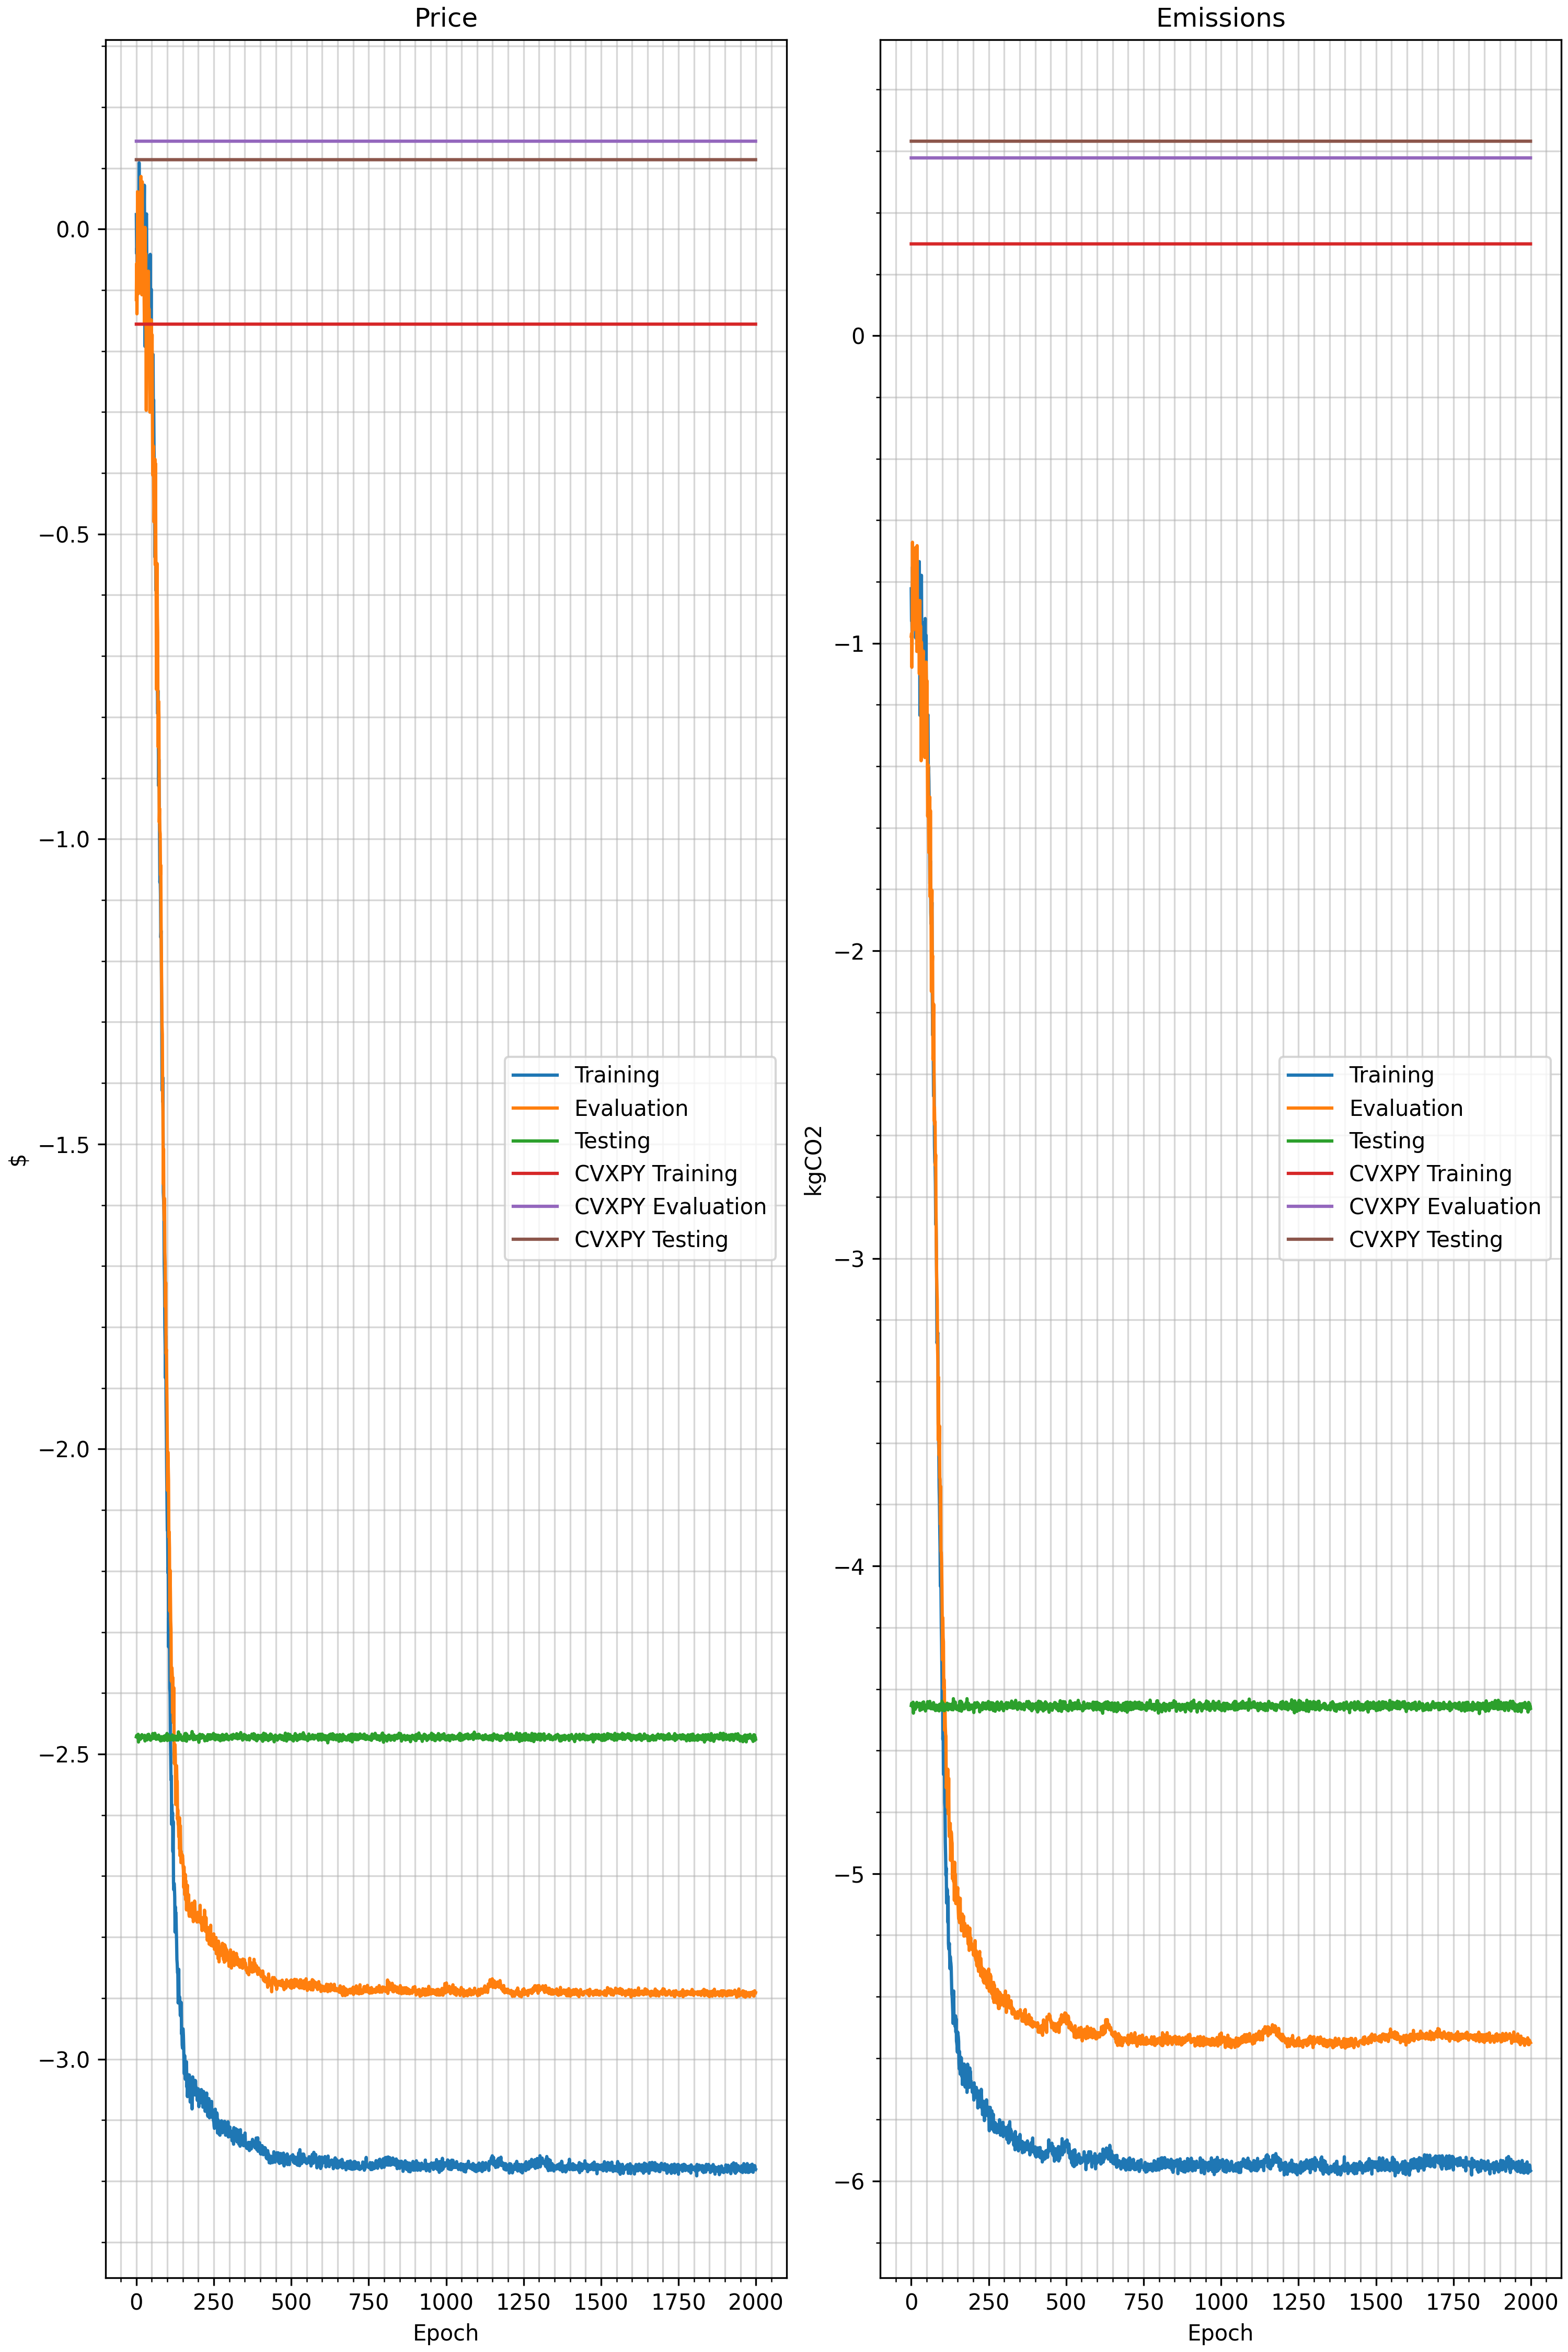 Price
0.0
−0.5
−1.0
−1.5
−2.0
−2.5
−3.0
$
Training
Evaluation
Testing
CVXPY Training
CVXPY Evaluation
CVXPY Testing
0 250 500 750 1000 1250 1500 1750 2000
Epoch
Emissions
0
−1
−2
−3
−4
−5
−6
kgCO2
Training
Evaluation
Testing
CVXPY Training
CVXPY Evaluation
CVXPY Testing
0 250 500 750 1000 1250 1500 1750 2000
Epoch